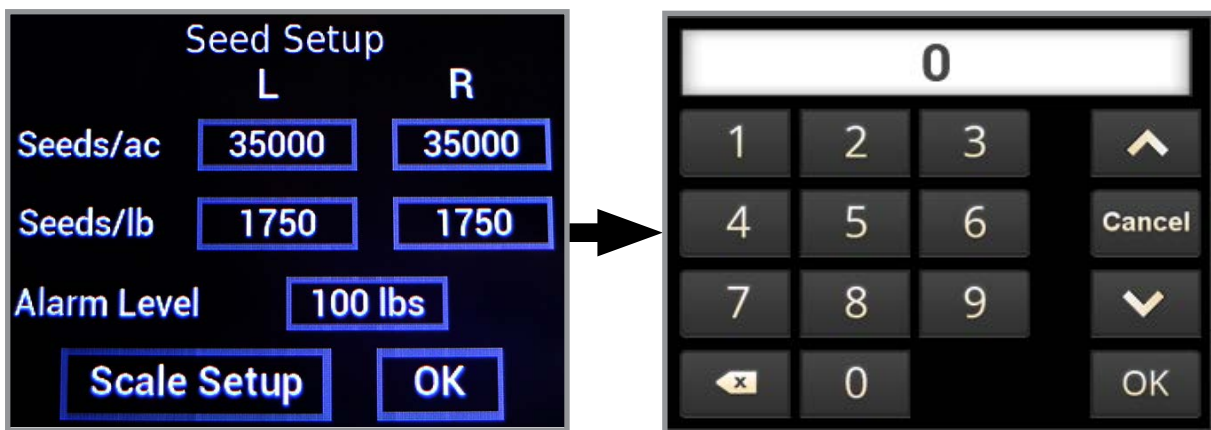 Seed Setup
L R
Seeds/ac 35000 35000
Seeds/lb 1750 1750
Alarm Level 100 lbs
Scale Setup OK
0
1 2 3
4 5 6 Cancel
7 8 9
x 0 OK